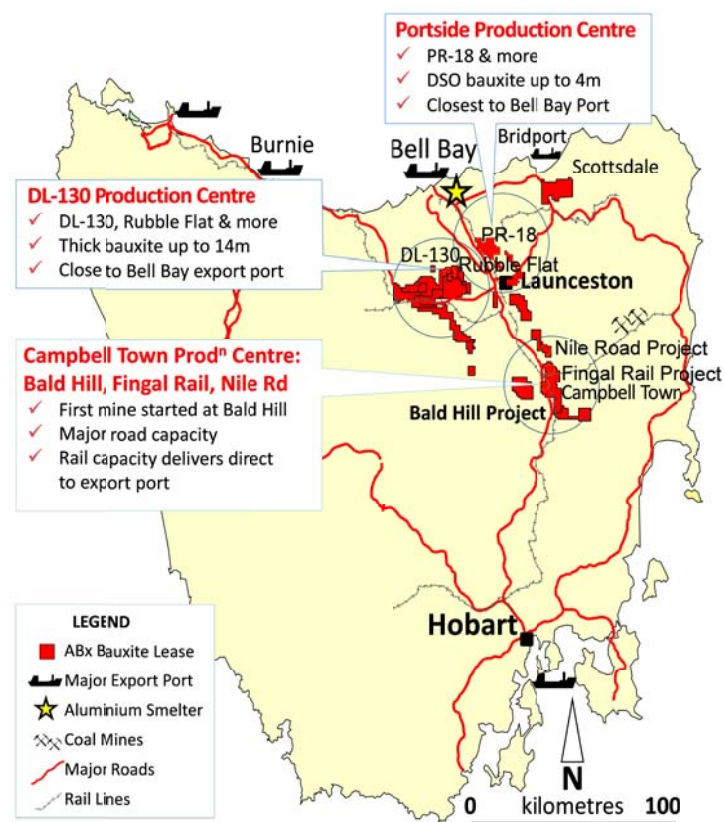 Portside Production Centre
✓ PR-18 & more
✓ DSO bauxite up to 4m
✓ Closest to Bell Bay Port
Burnie
Bell Bay
Bridport
Scottsdale
DL-130 Production Centre
✓ DL-130, Rubble Flat & more
✓ Thick bauxite up to 14m
✓ Close to Bell Bay export port
PR-18
DL-130
Rubble Flat
Launceston
Campbell Town Prodⁿ Centre:
Bald Hill, Fingal Rail, Nile Rd
✓ First mine started at Bald Hill
✓ Major road capacity
✓ Rail capacity delivers direct
to export port
Nile Road Project
Fingal Rail Project
Campbell Town
Bald Hill Project
Hobart
LEGEND
ABx Bauxite Lease
Major Export Port
Aluminium Smelter
Coal Mines
Major Roads
Rail Lines
N
0 kilometres 100